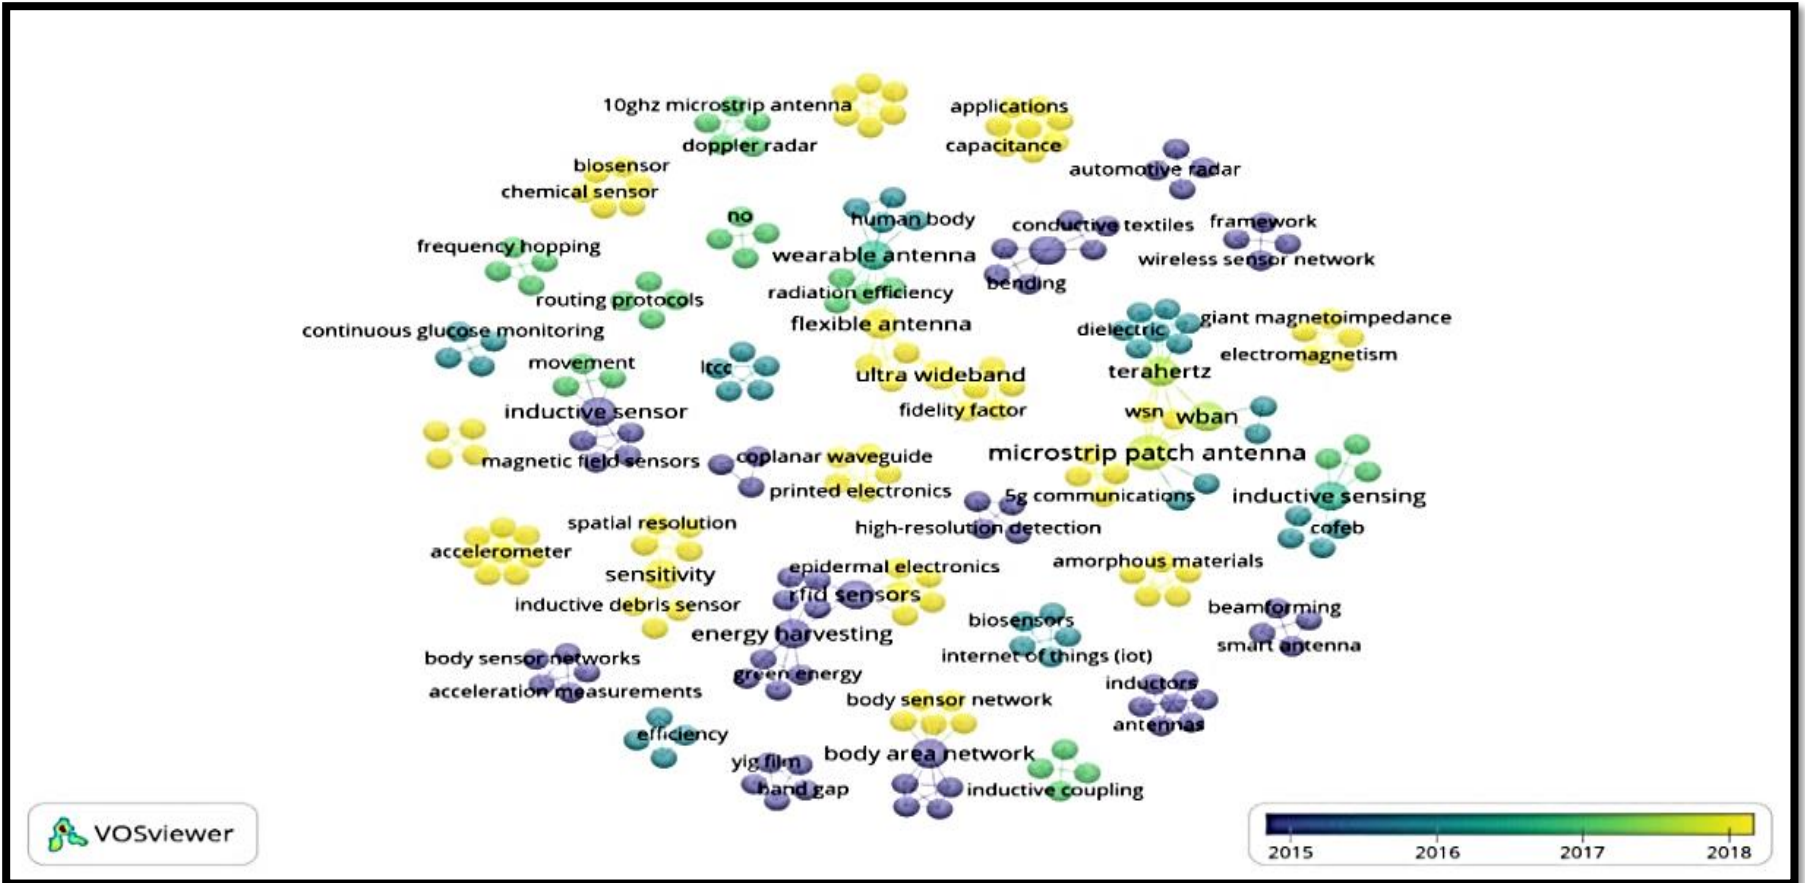 10ghz microstrip antenna
applications
doppler radar
capacitance
biosensor
automotive radar
chemical sensor
no
human body
conductive textiles
framework
frequency hopping
wearable antenna
wireless sensor network
bending
radiation efficiency
routing protocols
flexible antenna
continuous glucose monitoring
dielectric
giant magnetoimpedance
electromagnetism
movement
ltcc
ultra wideband
terahertz
inductive sensor
fidelity factor
wsn
wban
microstrip patch antenna
magnetic field sensors
coplanar waveguide
printed electronics
5g communications
inductive sensing
spatial resolution
high-resolution detection
cofeb
accelerometer
sensitivity
epidermal electronics
amorphous materials
rfid sensors
inductive debris sensor
beamforming
biosensors
energy harvesting
smart antenna
internet of things (iot)
body sensor networks
green energy
inductors
acceleration measurements
body sensor network
antennas
efficiency
body area network
yig film
band gap
inductive coupling
VOSviewer
2015 2016 2017 2018